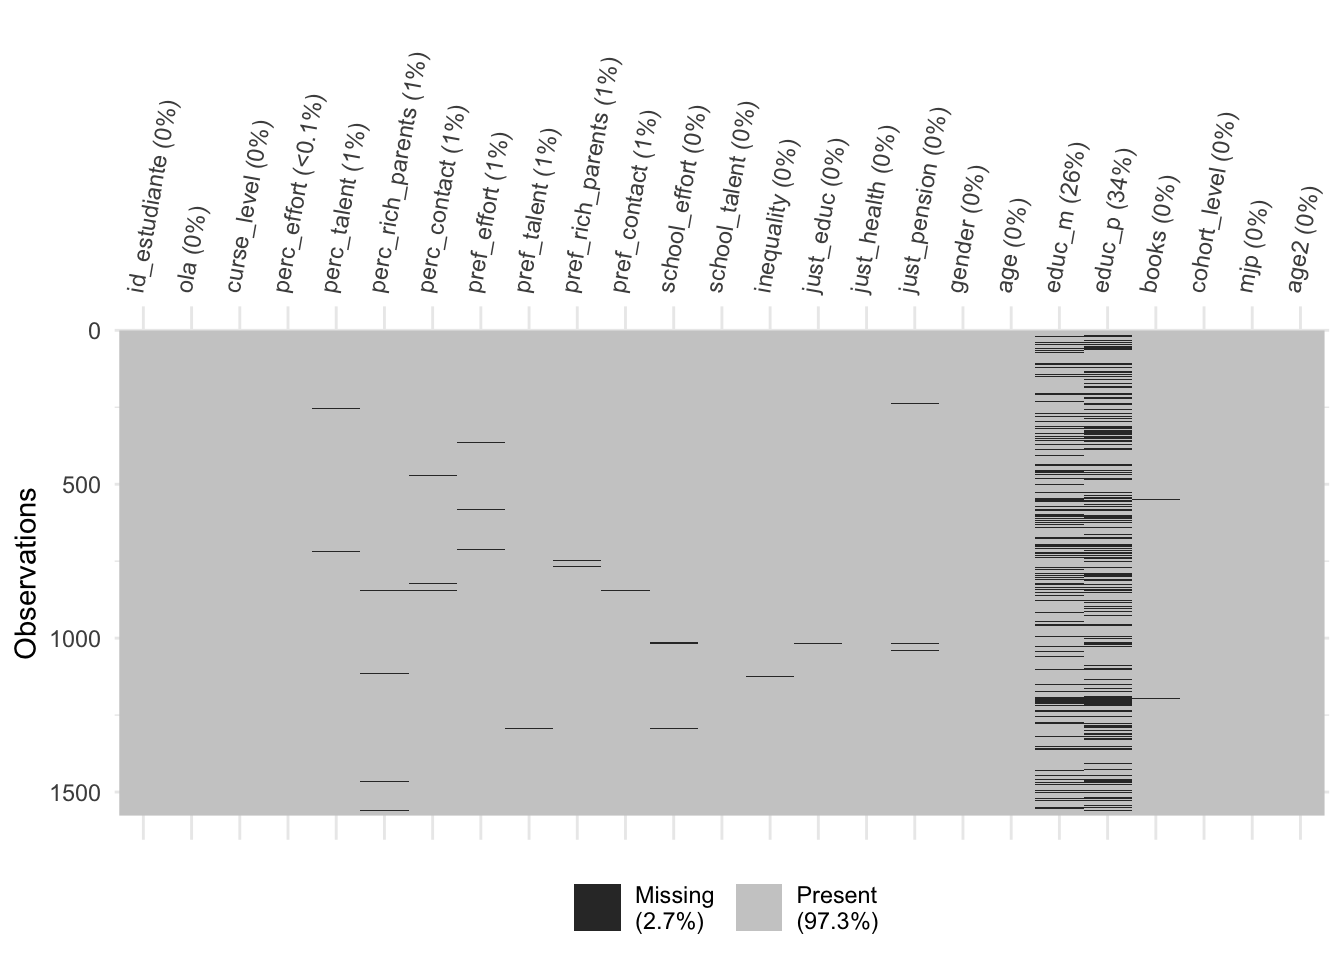 id_estudiante (0%)
ola (0%)
curse_level (0%)
perc_effort (<0.1%)
perc_talent (1%)
perc_rich_parents (1%)
perc_contact (1%)
pref_effort (1%)
pref_talent (1%)
pref_rich_parents (1%)
pref_contact (1%)
school_effort (0%)
school_talent (0%)
inequality (0%)
just_educ (0%)
just_health (0%)
just_pension (0%)
gender (0%)
age (0%)
educ_m (26%)
educ_p (34%)
books (0%)
cohort_level (0%)
mjp (0%)
age2 (0%)
0
500
1000
1500
Observations
Missing
(2.7%)
Present
(97.3%)